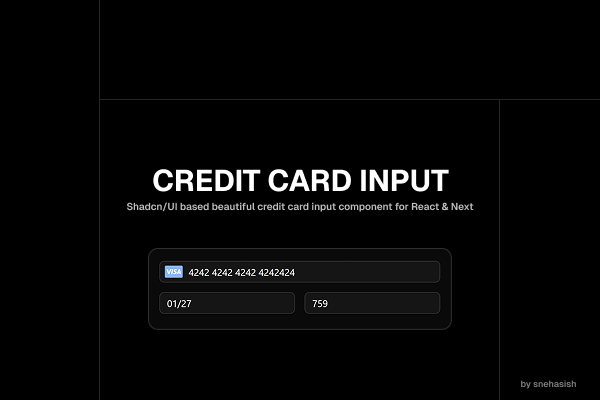 CREDIT CARD INPUT
Shadcn/UI based beautiful credit card input component for React & Next
VISA 4242 4242 4242 4242424
01/27 759
by snehasish